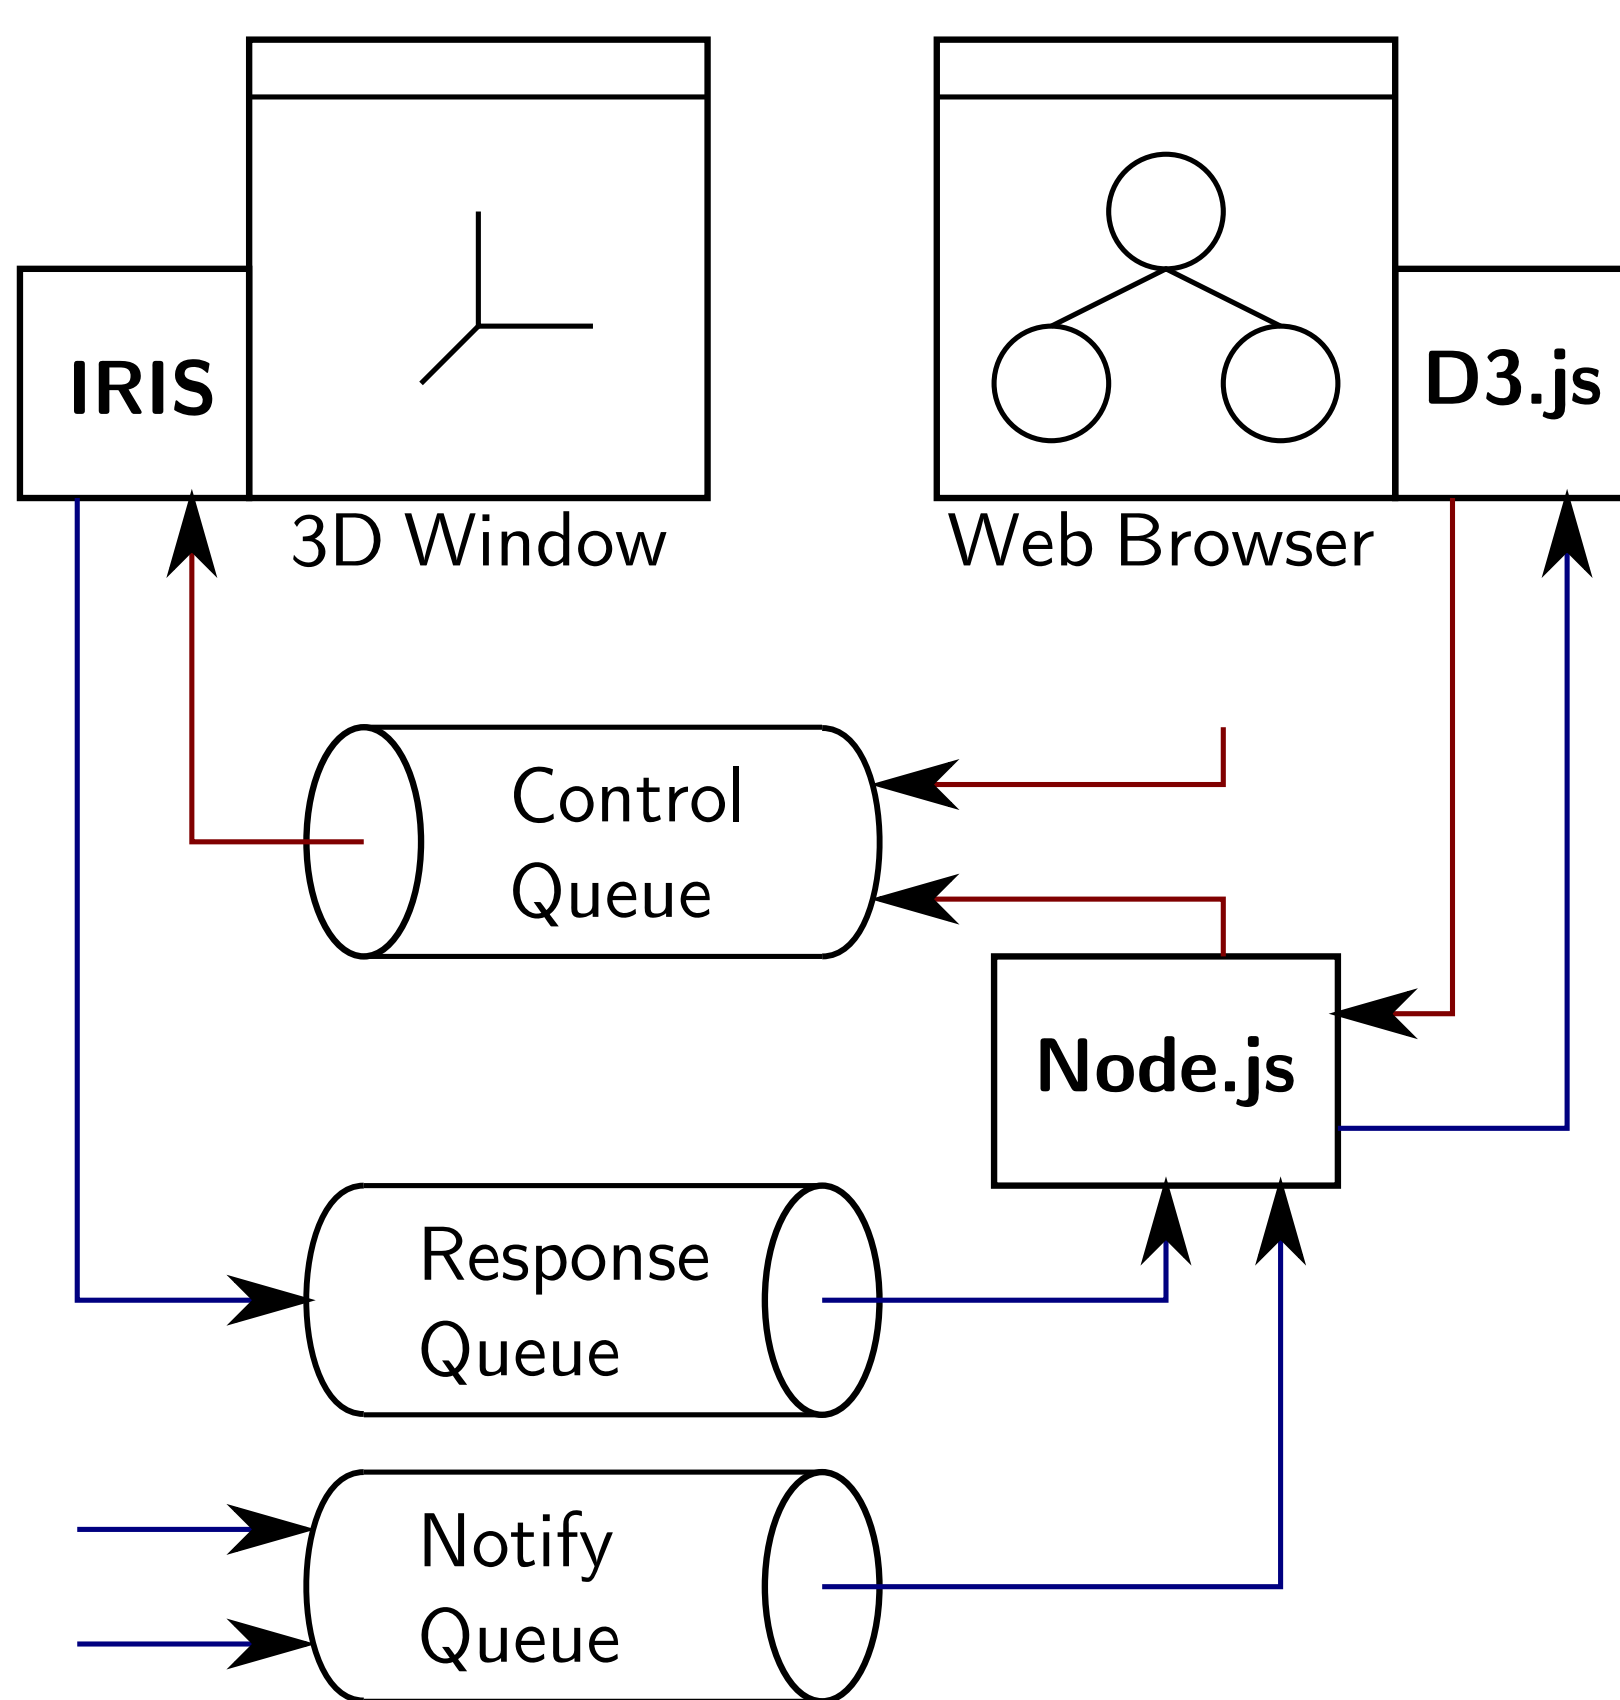 IRIS
D3.js
3D Window
Web Browser
Control
Queue
Node.js
Response
Queue
Notify
Queue